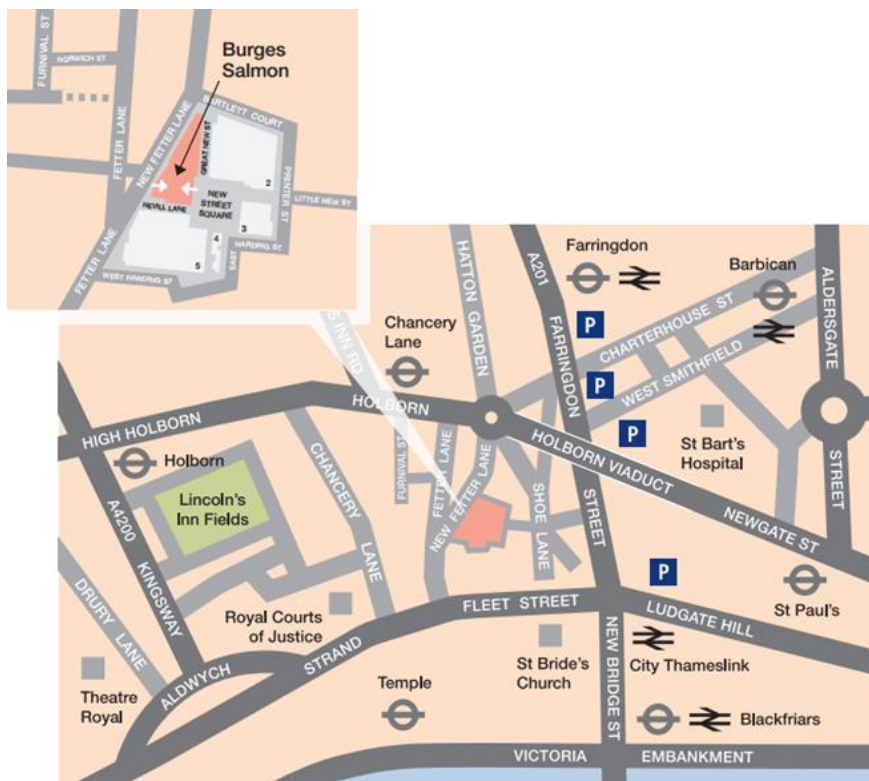 FURNIVAL ST
NORWICH ST
FETTER LANE
NEW FETTER LANE
FETTER LANE
Burges
Salmon
BARTLETT COURT
GREAT NEW ST
PRINTER ST
LITTLE NEW ST
2
NEW
STREET
SQUARE
NEVILL LANE
3
4
HARDING ST
EAST
5
WEST HARDING ST
S INN RD
HATTON GARDEN
A201
FARRINGDON
STREET
Farringdon
Barbican
ALDERSGATE
STREET
P
CHARTERHOUSE ST
Chancery
Lane
P
WEST SMITHFIELD
HOLBORN
HIGH HOLBORN
P
HOLBORN VIADUCT
St Bart's
Hospital
Holborn
Lincoln's
Inn Fields
CHANCERY
LANE
FURNIVAL ST
FETTER LANE
NEW FETTER LANE
SHOE LANE
NEWGATE ST
A4200
KINGSWAY
DRURY LANE
P
St Paul's
Royal Courts
of Justice
FLEET STREET
LUDGATE HILL
STRAND
ALDWYCH
Theatre
Royal
Temple
St Bride's
Church
NEW BRIDGE ST
City Thameslink
Blackfriars
VICTORIA
EMBANKMENT